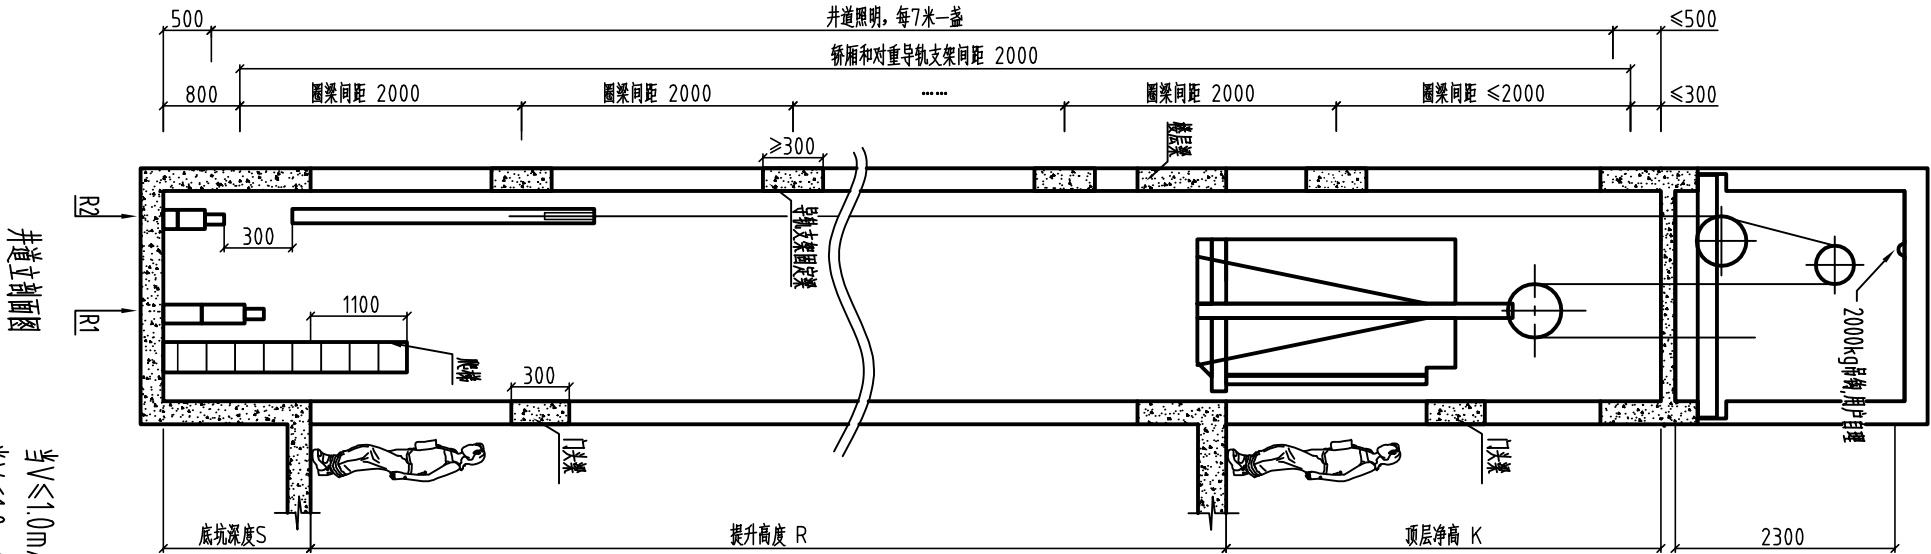 500
井道照明，每7米一盏
≤500
轿厢和对重导轨支架间距 2000
800
圈梁间距 2000
圈梁间距 2000
……
圈梁间距 2000
圈梁间距 ≤2000
≤300
楼层梁
≥300
R2
300
导轨支架固定梁
井道立剖面图
R1
1100
爬梯
300
2000kg吊钩,用户自理
门头梁
门头梁
当V≤1.0m/
底坑深度S
提升高度 R
顶层净高 K
2300